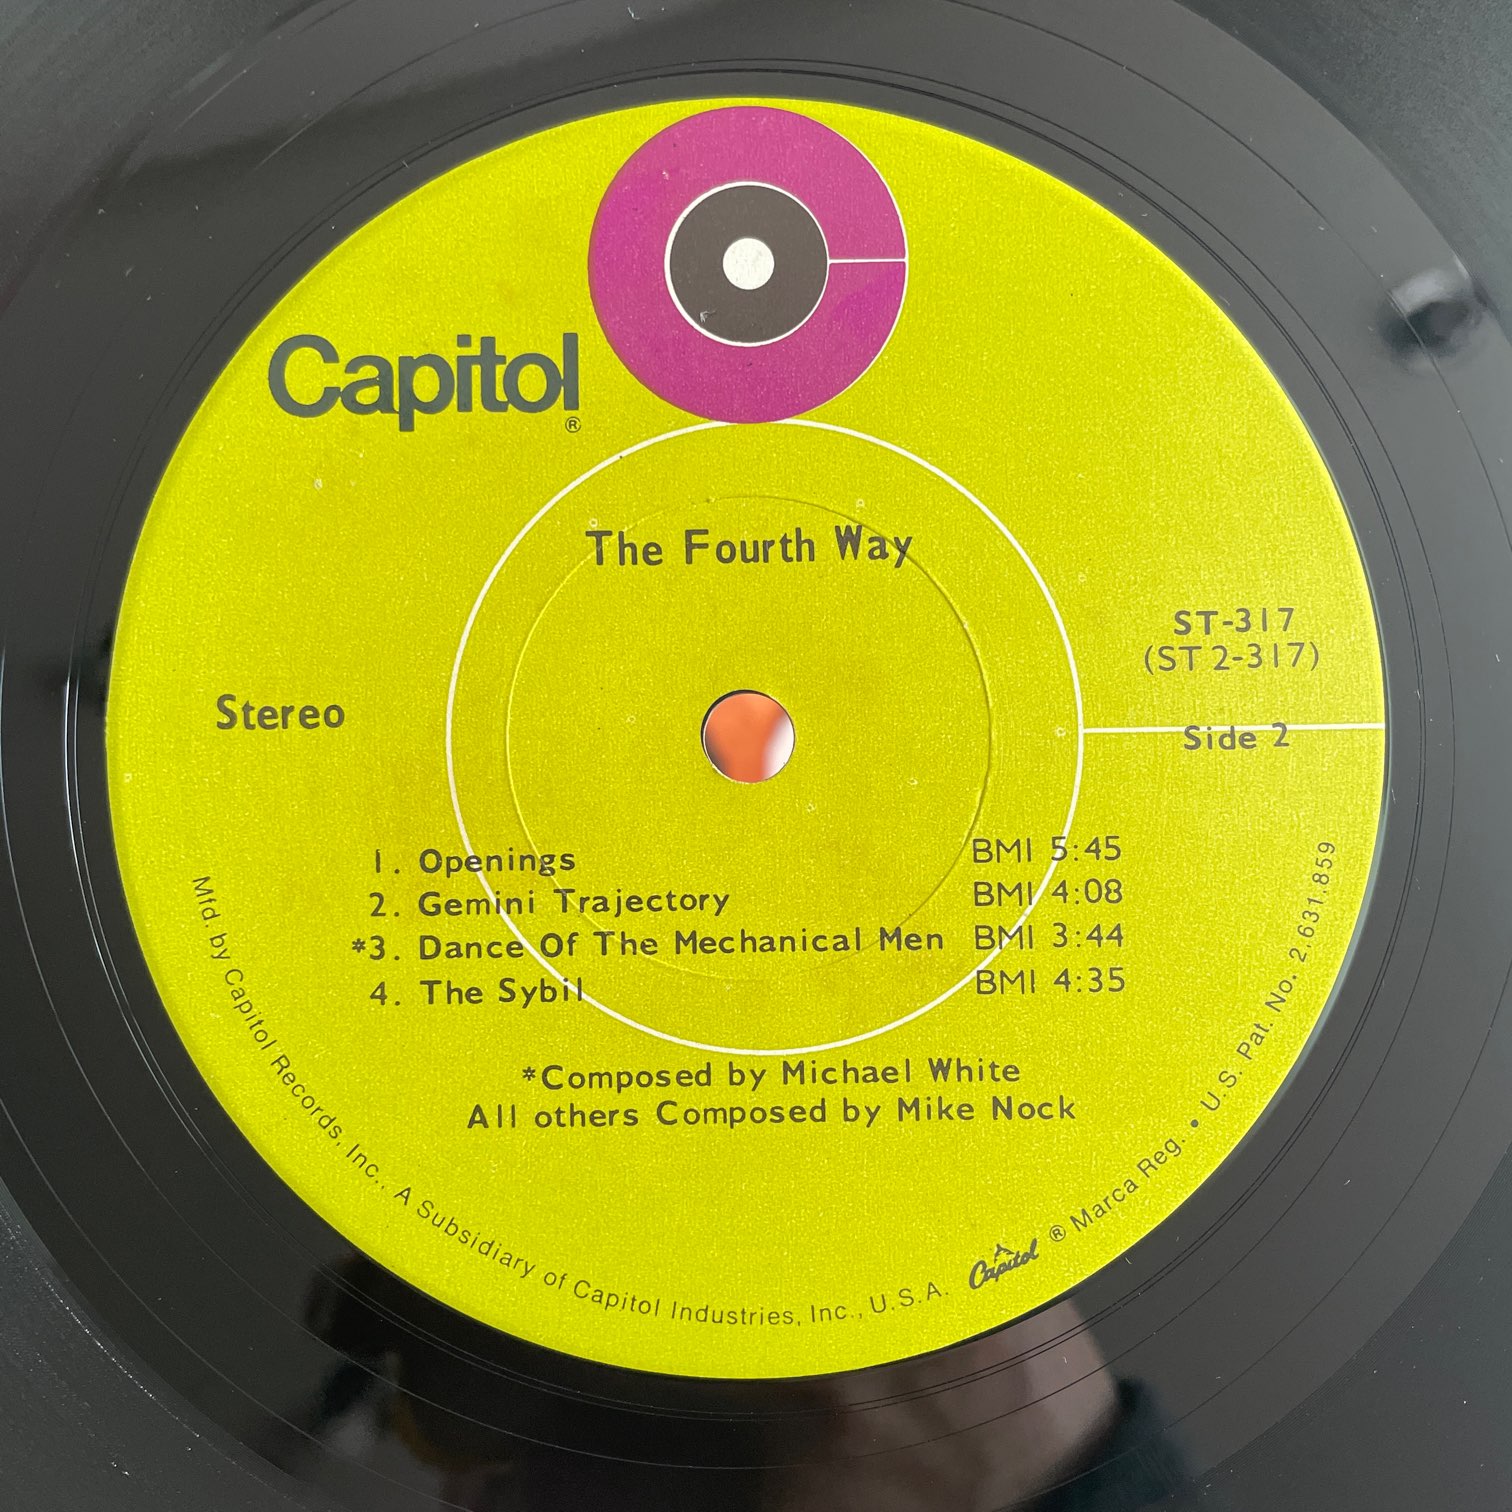 Capitol
®
The Fourth Way
ST-317
(ST 2-317)
Stereo
Side 2
1. Openings BMI 5:45
2. Gemini Trajectory BMI 4:08
*3. Dance Of The Mechanical Men BMI 3:44
4. The Sybil BMI 4:35
*Composed by Michael White
All others Composed by Mike Nock
Mfd. by Capitol Records, Inc., A Subsidiary of Capitol Industries, Inc., U.S.A. Capitol ® Marca Reg. • U.S. Pat. No. 2,631,859